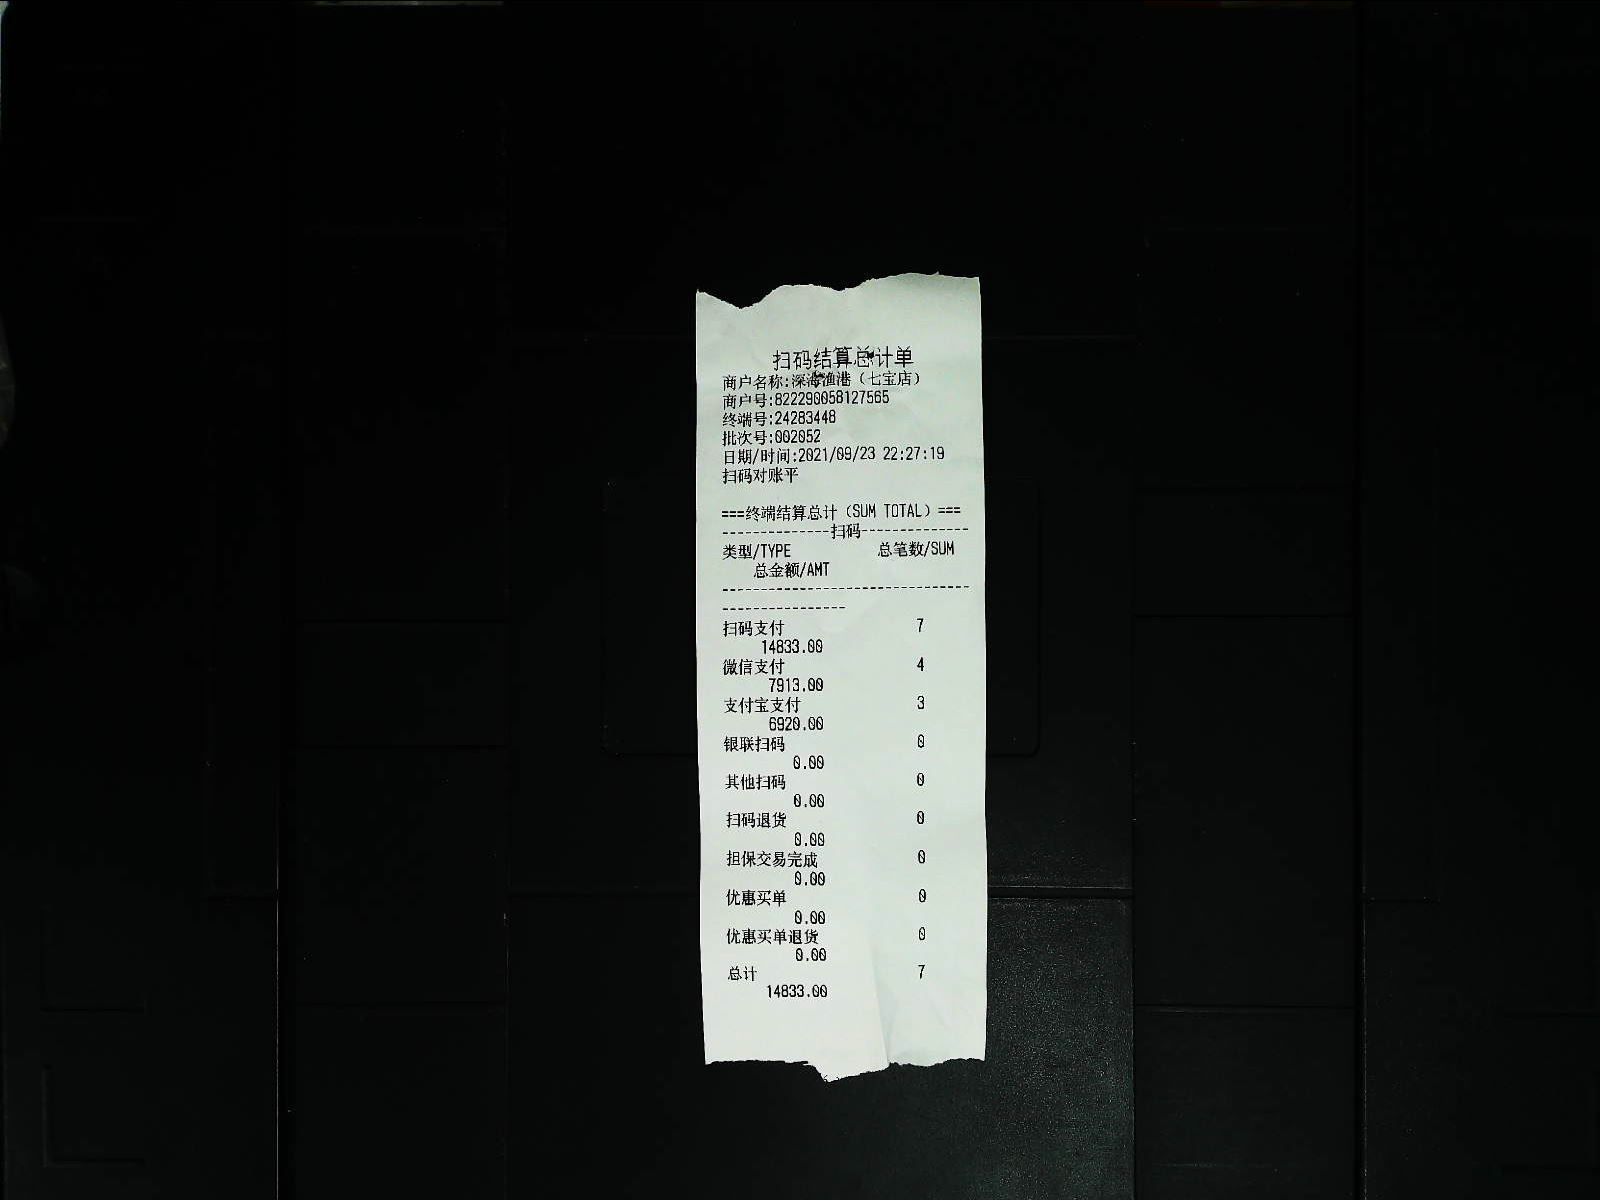 扫码结算总计单
商户名称:深海渔港（七宝店）
商户号:822290058127565
终端号:24283448
批次号:002052
日期/时间:2021/09/23 22:27:19
扫码对账平
===终端结算总计（SUM TOTAL）===
--------------扫码--------------
类型/TYPE 总笔数/SUM
总金额/AMT
--------------------------------
----------------
扫码支付 7
14833.00
微信支付 4
7913.00
支付宝支付 3
6920.00
银联扫码 0
0.00
其他扫码 0
0.00
扫码退货 0
0.00
担保交易完成 0
0.00
优惠买单 0
0.00
优惠买单退货 0
0.00
总计 7
14833.00